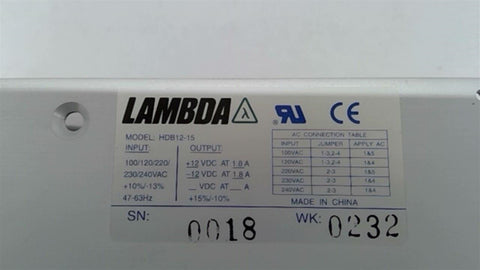 LAMBDA λ RU CE
MODEL: HDB12-15
INPUT: OUTPUT:
100/120/220/ +12 VDC AT 1.8 A
230/240VAC −12 VDC AT 1.8 A
+10%/-13% __ VDC AT __ A
47-63Hz +15%/-10%
AC CONNECTION TABLE
INPUT JUMPER APPLY AC
100VAC 1-3,2-4 1&5
120VAC 1-3,2-4 1&4
220VAC 2-3 1&5
230VAC 2-3 1&4
240VAC 2-3 1&4
MADE IN CHINA
SN: 0018 WK: 0232